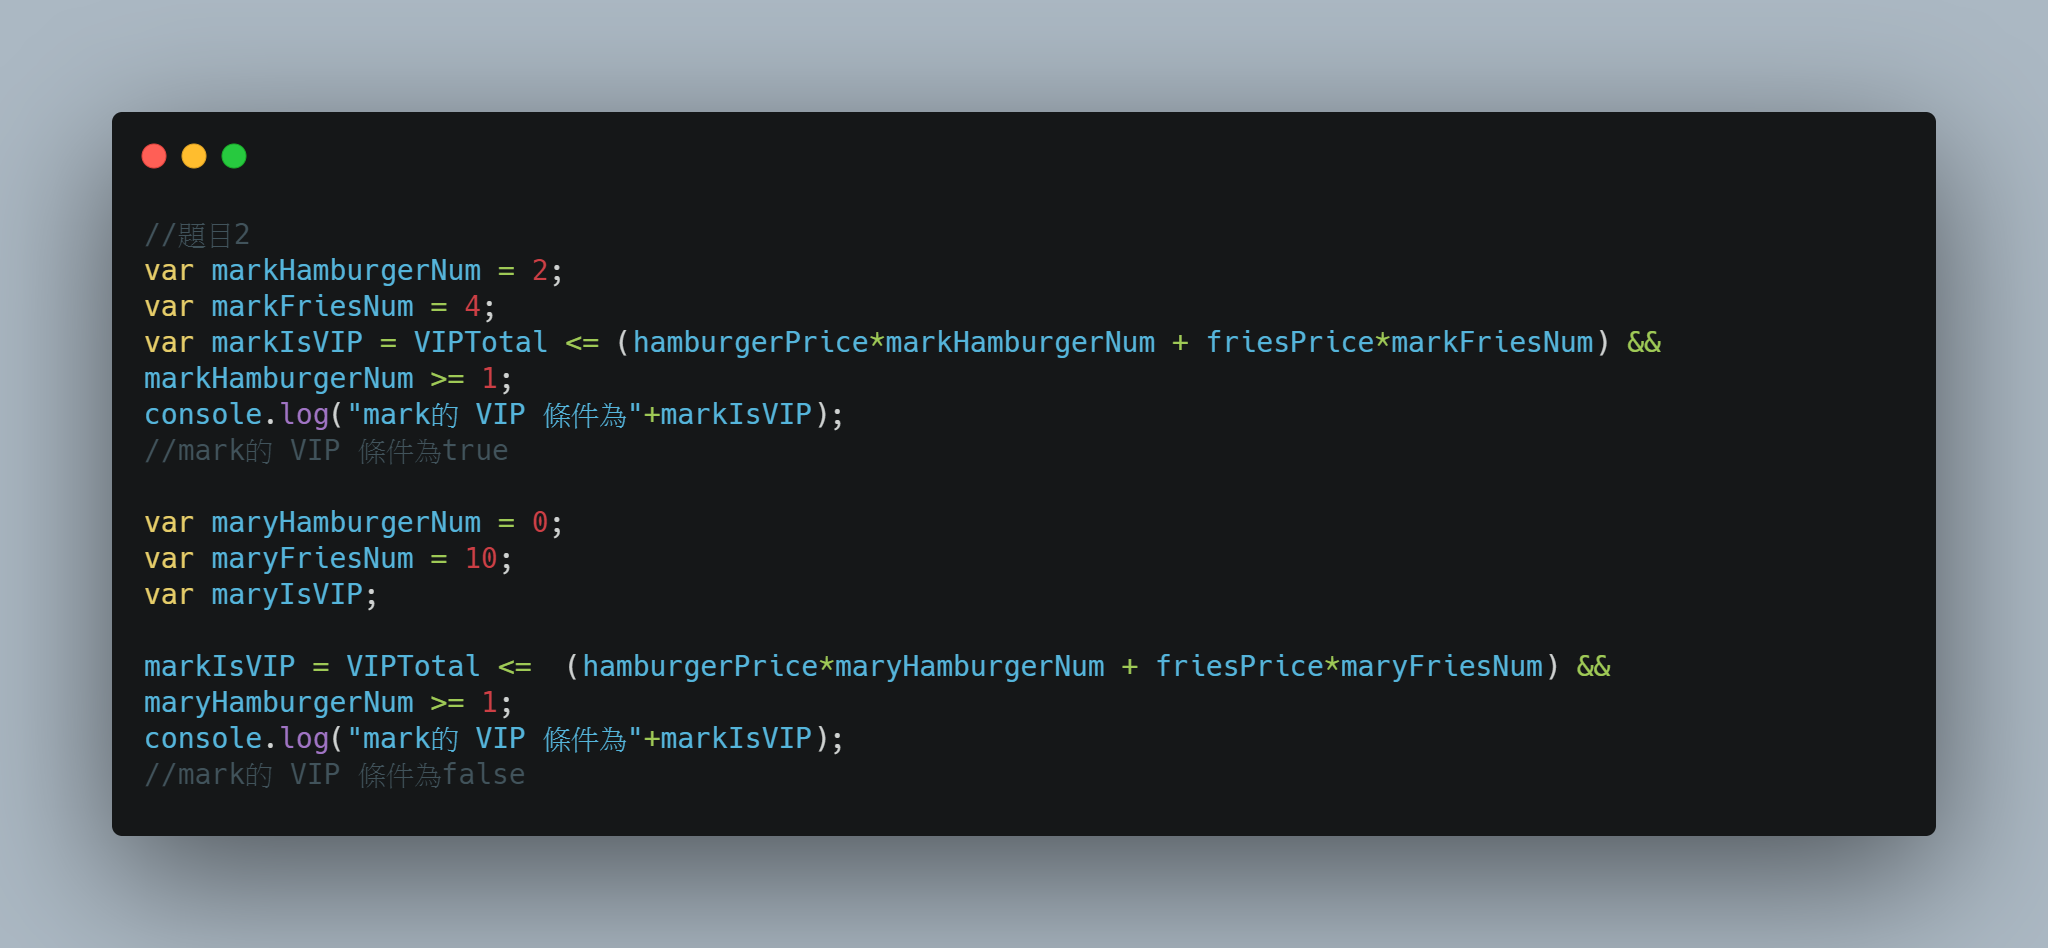 //題目2
var markHamburgerNum = 2;
var markFriesNum = 4;
var markIsVIP = VIPTotal <= (hamburgerPrice*markHamburgerNum + friesPrice*markFriesNum) &&
markHamburgerNum >= 1;
console.log("mark的 VIP 條件為"+markIsVIP);
//mark的 VIP 條件為true
var maryHamburgerNum = 0;
var maryFriesNum = 10;
var maryIsVIP;
markIsVIP = VIPTotal <=  (hamburgerPrice*maryHamburgerNum + friesPrice*maryFriesNum) &&
maryHamburgerNum >= 1;
console.log("mark的 VIP 條件為"+markIsVIP);
//mark的 VIP 條件為false